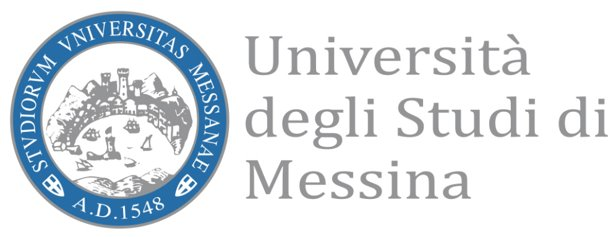 STVDIORVM VNIVERSITAS MESSANAE
A.D.1548
Università
degli Studi di
Messina